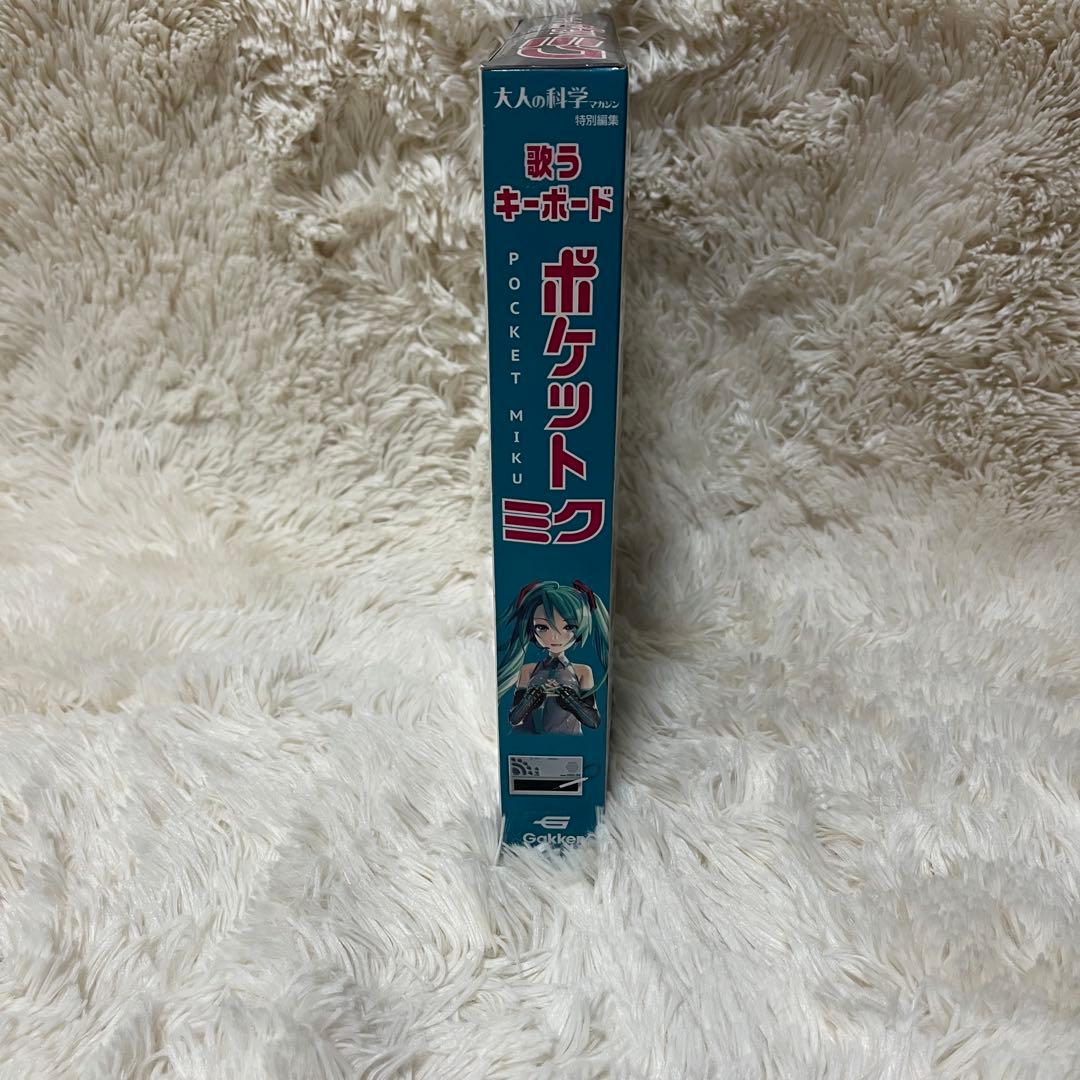 大人の科学マガジン
特別編集
歌う
キーボード
ポケット
ミク
POCKET MIKU
Gakken